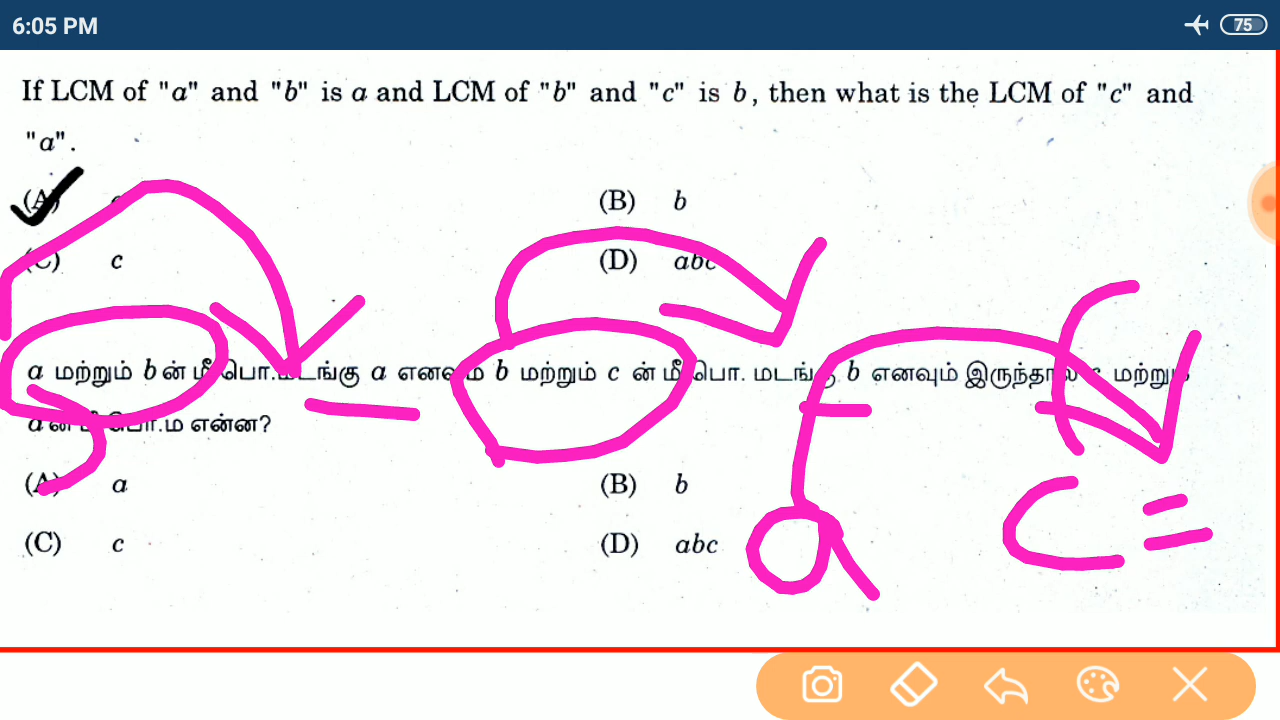 6:05 PM
75
If LCM of "a" and "b" is a and LCM of "b" and "c" is b, then what is the LCM of "c" and
"a".
(A) (B) b
(C) c (D) abc
a மற்றும் b ன் மீ.பொ.மடங்கு a எனவும் b மற்றும் c ன் மீ.பொ. மடங்கு b எனவும் இருந்தால் c மற்றும்
a ன் மீ.பொ.ம என்ன?
(A) a (B) b
(C) c (D) abc
a c =